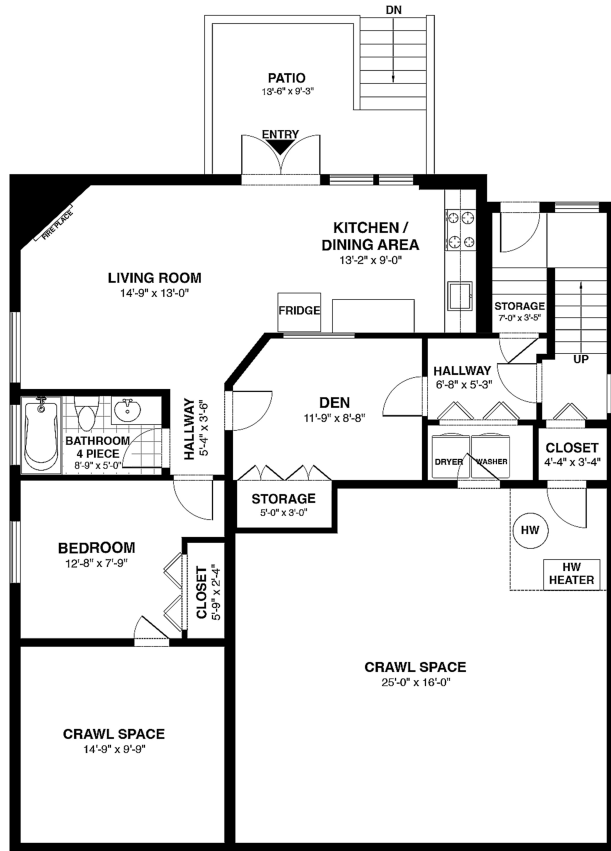 DN
PATIO
13'-6" x 9'-3"
ENTRY
FIRE PLACE
KITCHEN /
DINING AREA
13'-2" x 9'-0"
LIVING ROOM
14'-9" x 13'-0"
FRIDGE
STORAGE
7'-0" x 3'-5"
UP
HALLWAY
6'-8" x 5'-3"
DEN
11'-9" x 8'-8"
HALLWAY
5'-4" x 3'-6"
BATHROOM
4 PIECE
8'-9" x 5'-0"
DRYER
WASHER
CLOSET
4'-4" x 3'-4"
STORAGE
5'-0" x 3'-0"
HW
HW
HEATER
BEDROOM
12'-8" x 7'-9"
CLOSET
5'-9" x 2'-4"
CRAWL SPACE
25'-0" x 16'-0"
CRAWL SPACE
14'-9" x 9'-9"